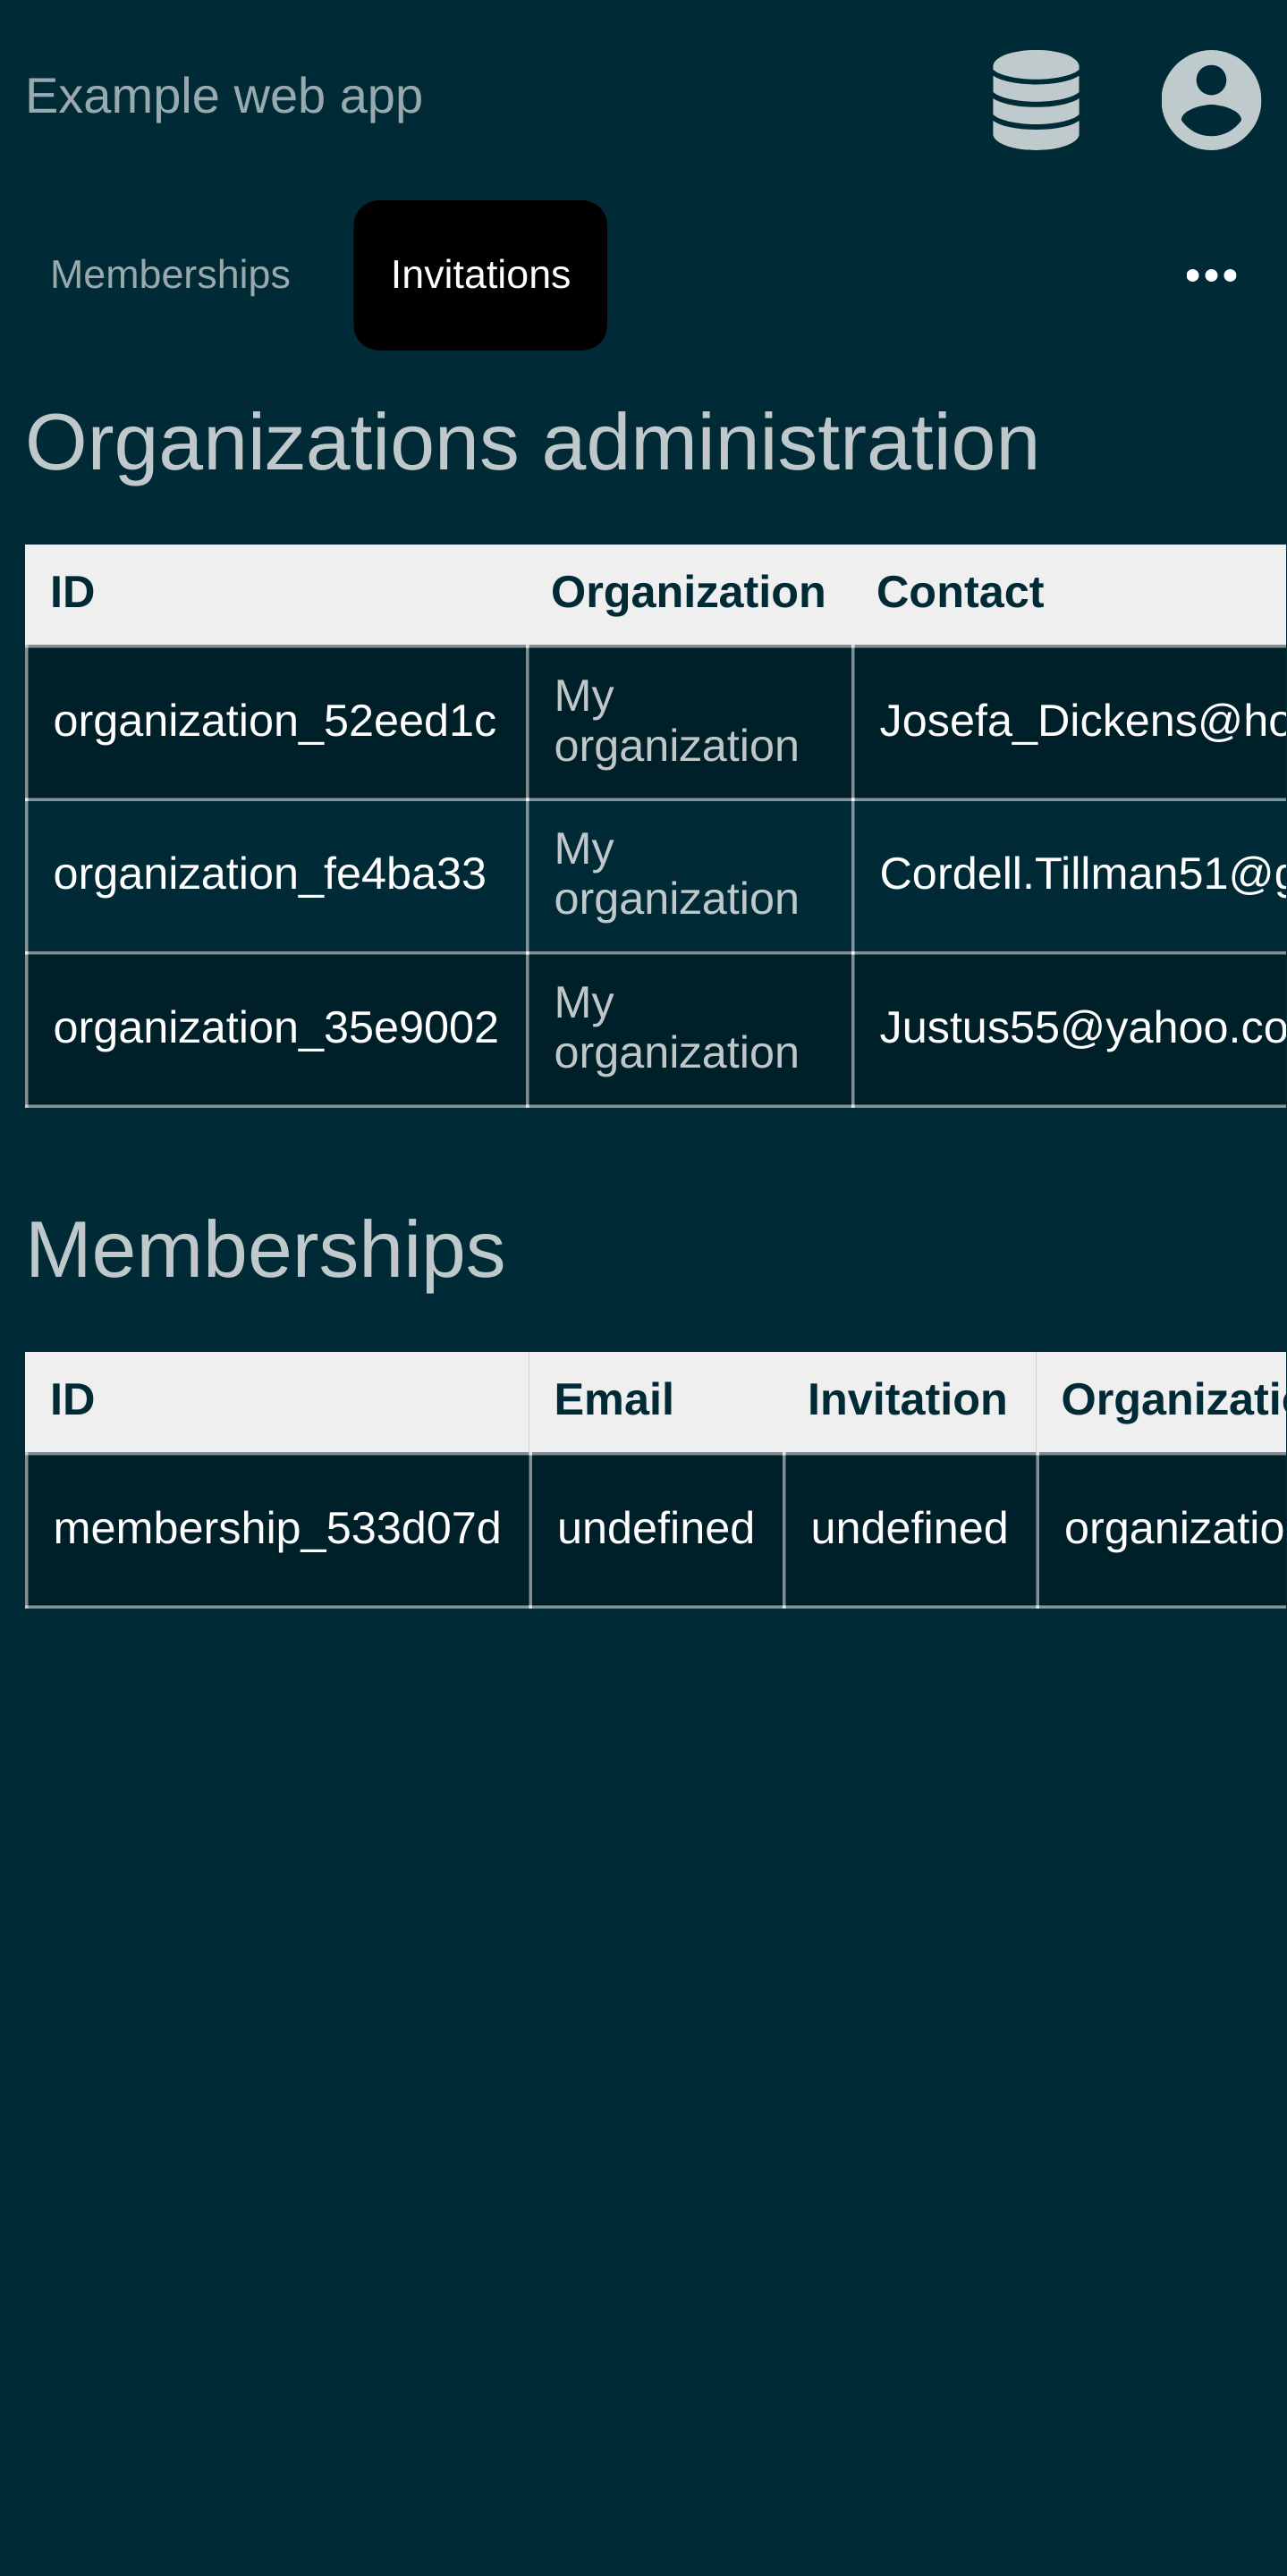 Example web app
Memberships Invitations
Organizations administration
ID Organization Contact
organization_52eed1c My organization Josefa_Dickens@ho
organization_fe4ba33 My organization Cordell.Tillman51@g
organization_35e9002 My organization Justus55@yahoo.co
Memberships
ID Email Invitation Organizatio
membership_533d07d undefined undefined organizatio